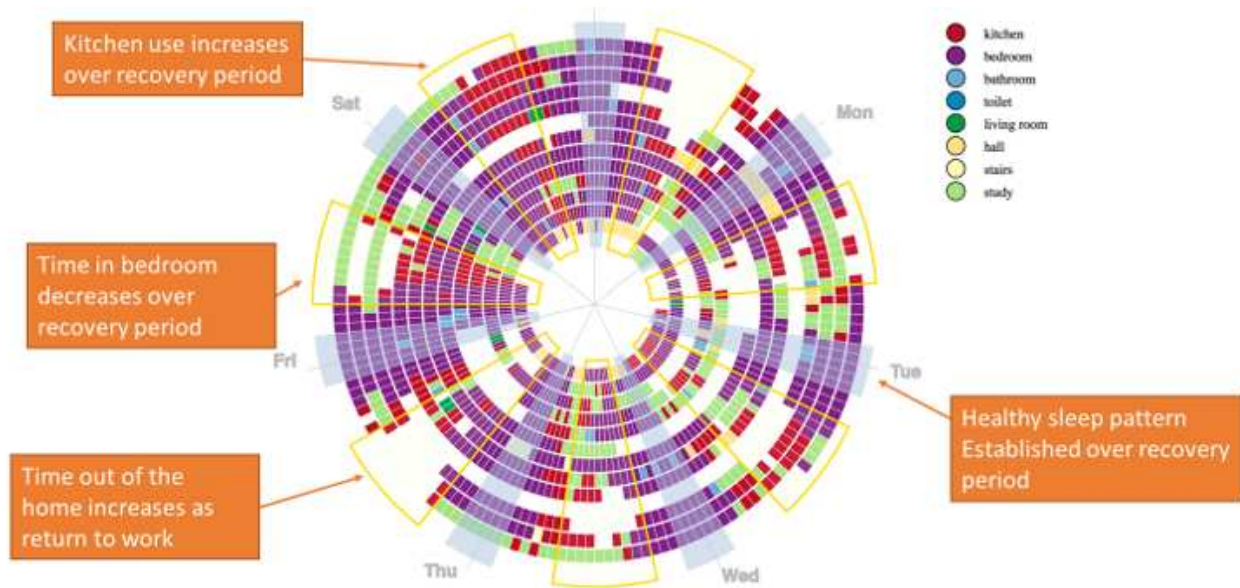 Kitchen use increases
over recovery period
kitchen
bedroom
bathroom
toilet
living room
hall
stairs
study
Sat
Mon
Time in bedroom
decreases over
recovery period
Fri
Tue
Healthy sleep pattern
Established over recovery
period
Time out of the
home increases as
return to work
Thu
Wed